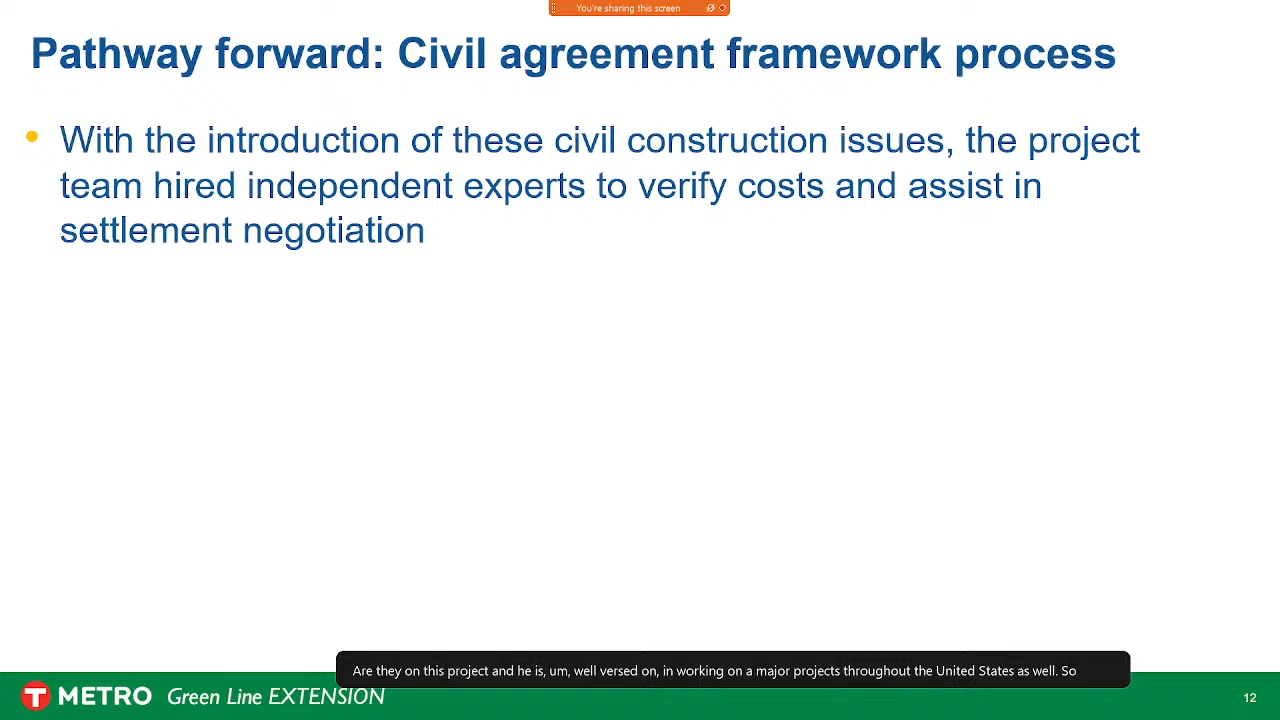 You're sharing this screen
Pathway forward: Civil agreement framework process
• With the introduction of these civil construction issues, the project
team hired independent experts to verify costs and assist in
settlement negotiation
Are they on this project and he is, um, well versed on, in working on a major projects throughout the United States as well. So
T METRO Green Line EXTENSION
12